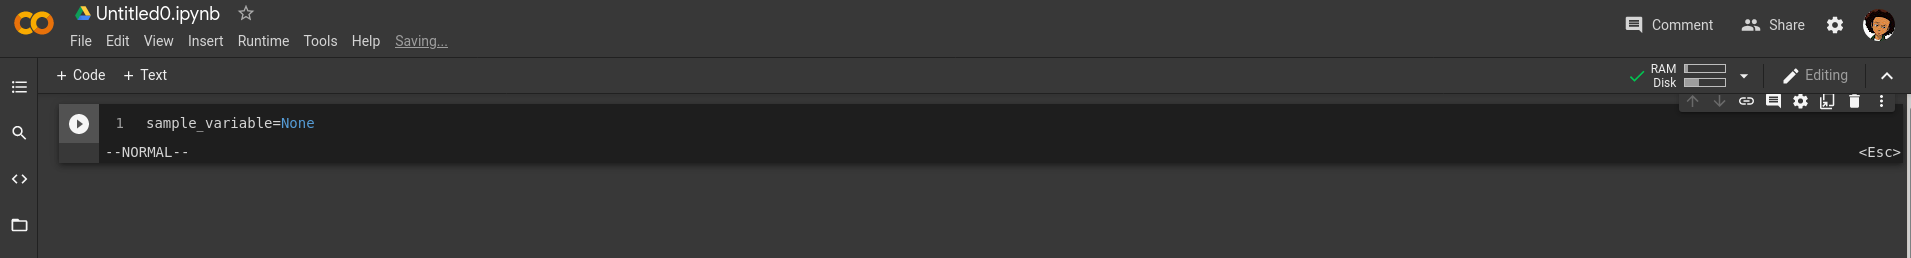 Untitled0.ipynb
File Edit View Insert Runtime Tools Help Saving...
Comment Share
+ Code + Text
RAM
Disk
Editing
1 sample_variable=None
--NORMAL-- <Esc>